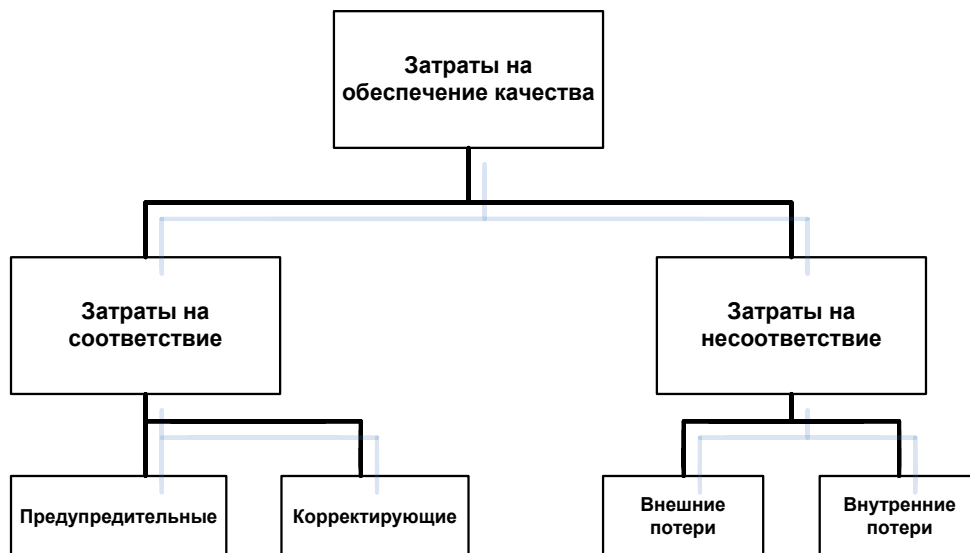 Затраты на
обеспечение качества
Затраты на
соответствие
Затраты на
несоответствие
Предупредительные
Корректирующие
Внешние
потери
Внутренние
потери